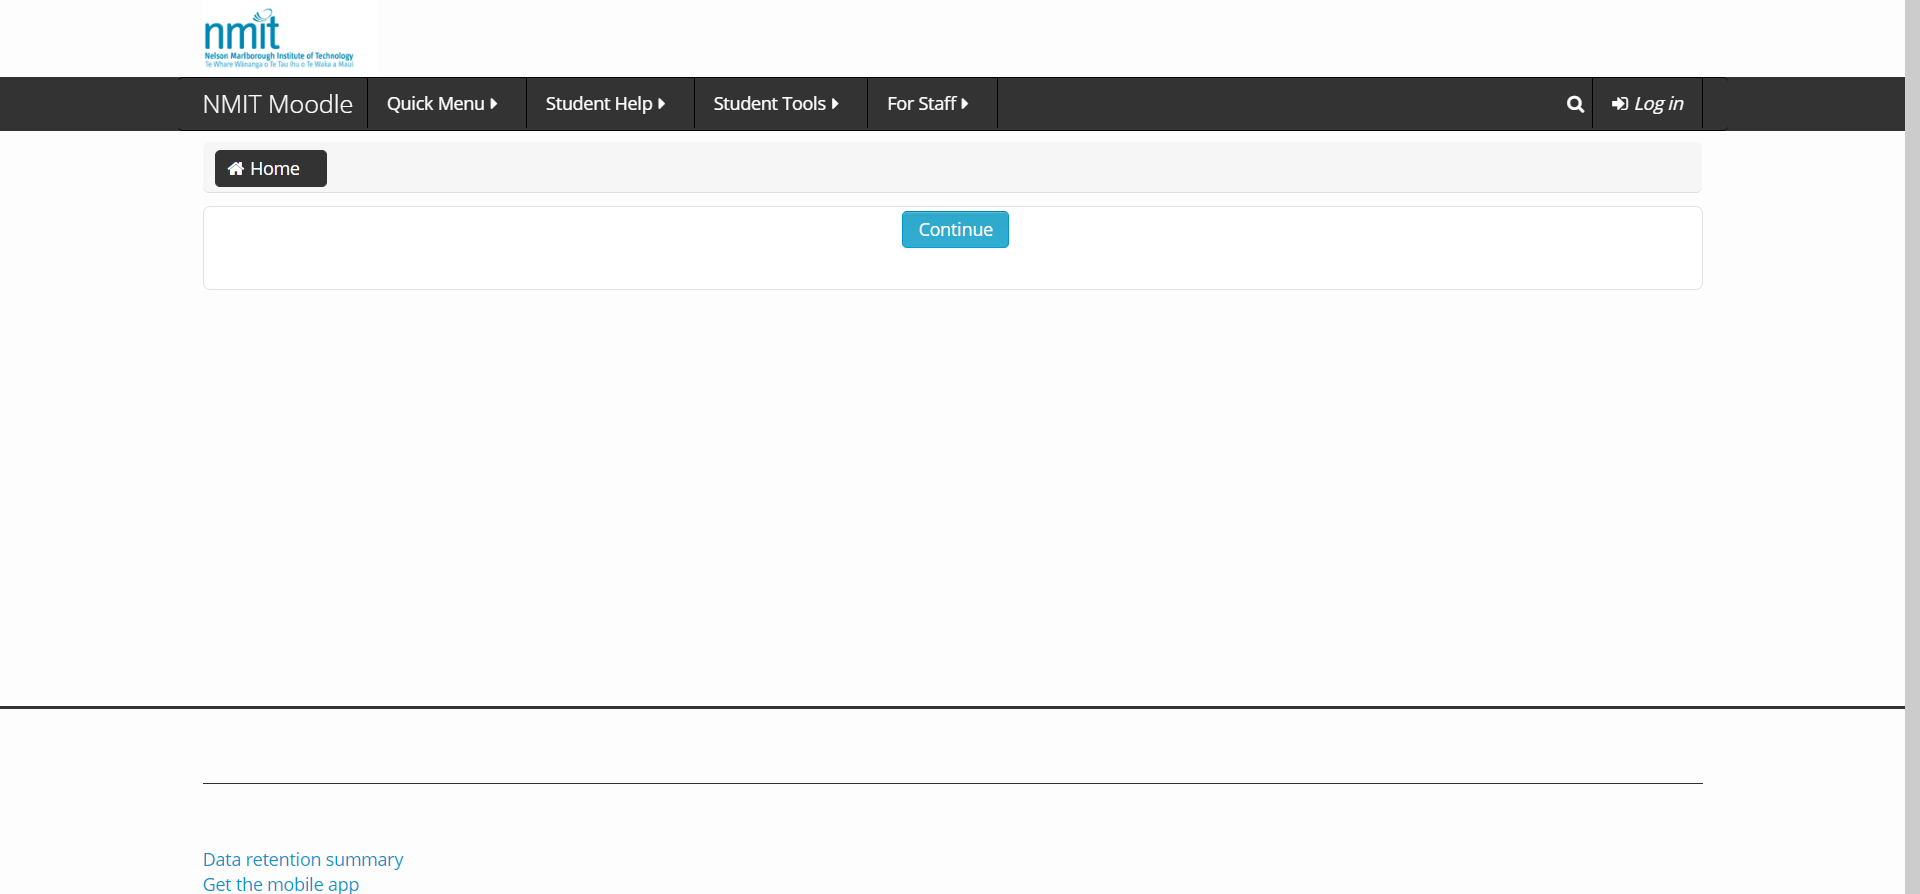 nmit
Nelson Marlborough Institute of Technology
Te Whare Wānanga o Te Tau Ihu o Te Waka a Maui
NMIT Moodle
Quick Menu
Student Help
Student Tools
For Staff
Log in
Home
Continue
Data retention summary
Get the mobile app